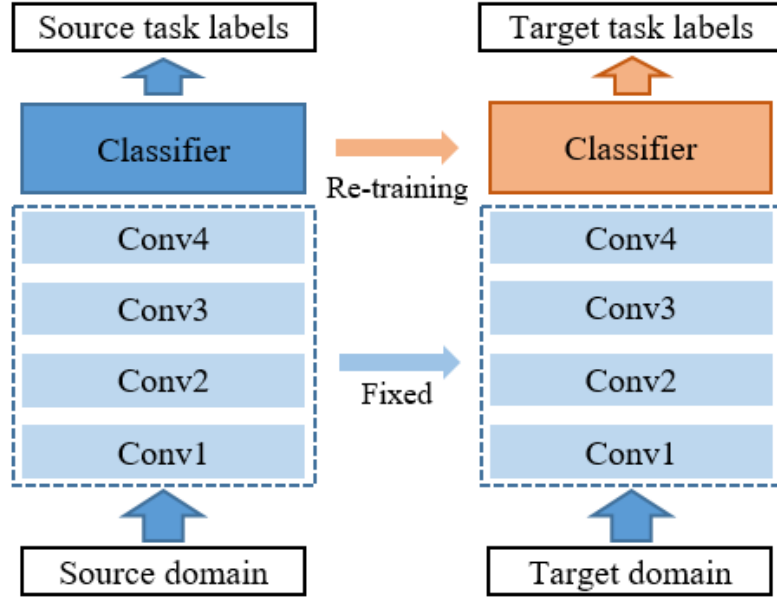 Source task labels
Target task labels
Classifier
Classifier
Re-training
Conv4
Conv4
Conv3
Conv3
Conv2
Conv2
Fixed
Conv1
Conv1
Source domain
Target domain